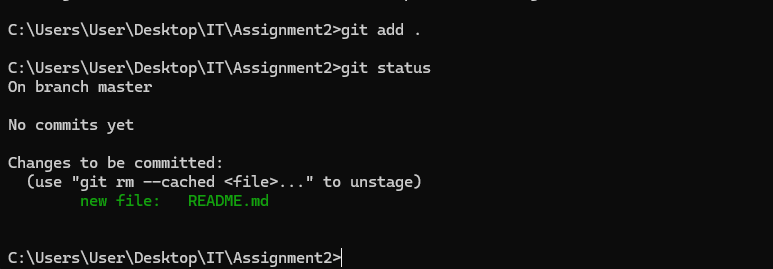 C:\Users\User\Desktop\IT\Assignment2>git add .
C:\Users\User\Desktop\IT\Assignment2>git status
On branch master
No commits yet
Changes to be committed:
  (use "git rm --cached <file>..." to unstage)
        new file:   README.md
C:\Users\User\Desktop\IT\Assignment2>